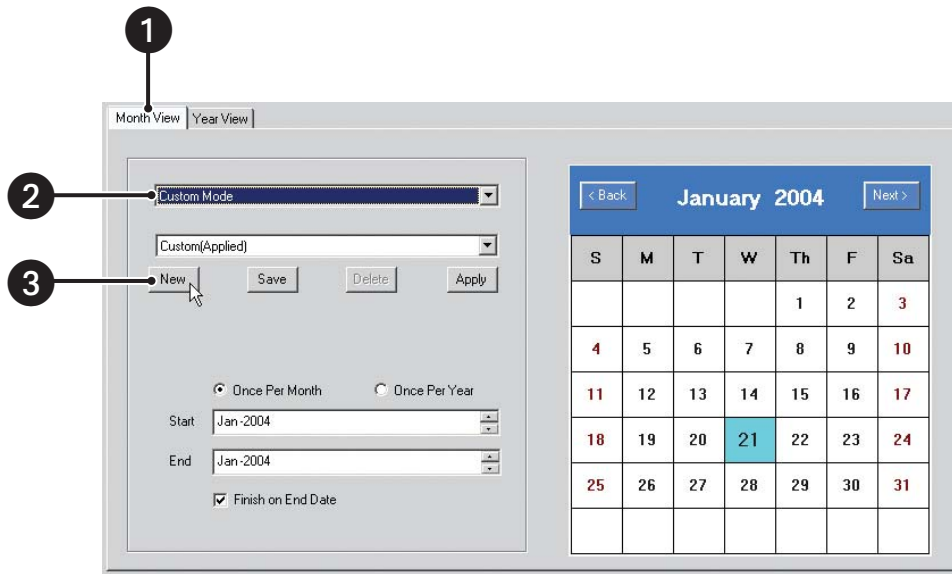 1
Month View Year View
2
Custom Mode
Custom(Applied)
3
New Save Delete Apply
Once Per Month Once Per Year
Start Jan-2004
End Jan-2004
Finish on End Date
< Back January 2004 Next >
S M T W Th F Sa
1 2 3
4 5 6 7 8 9 10
11 12 13 14 15 16 17
18 19 20 21 22 23 24
25 26 27 28 29 30 31